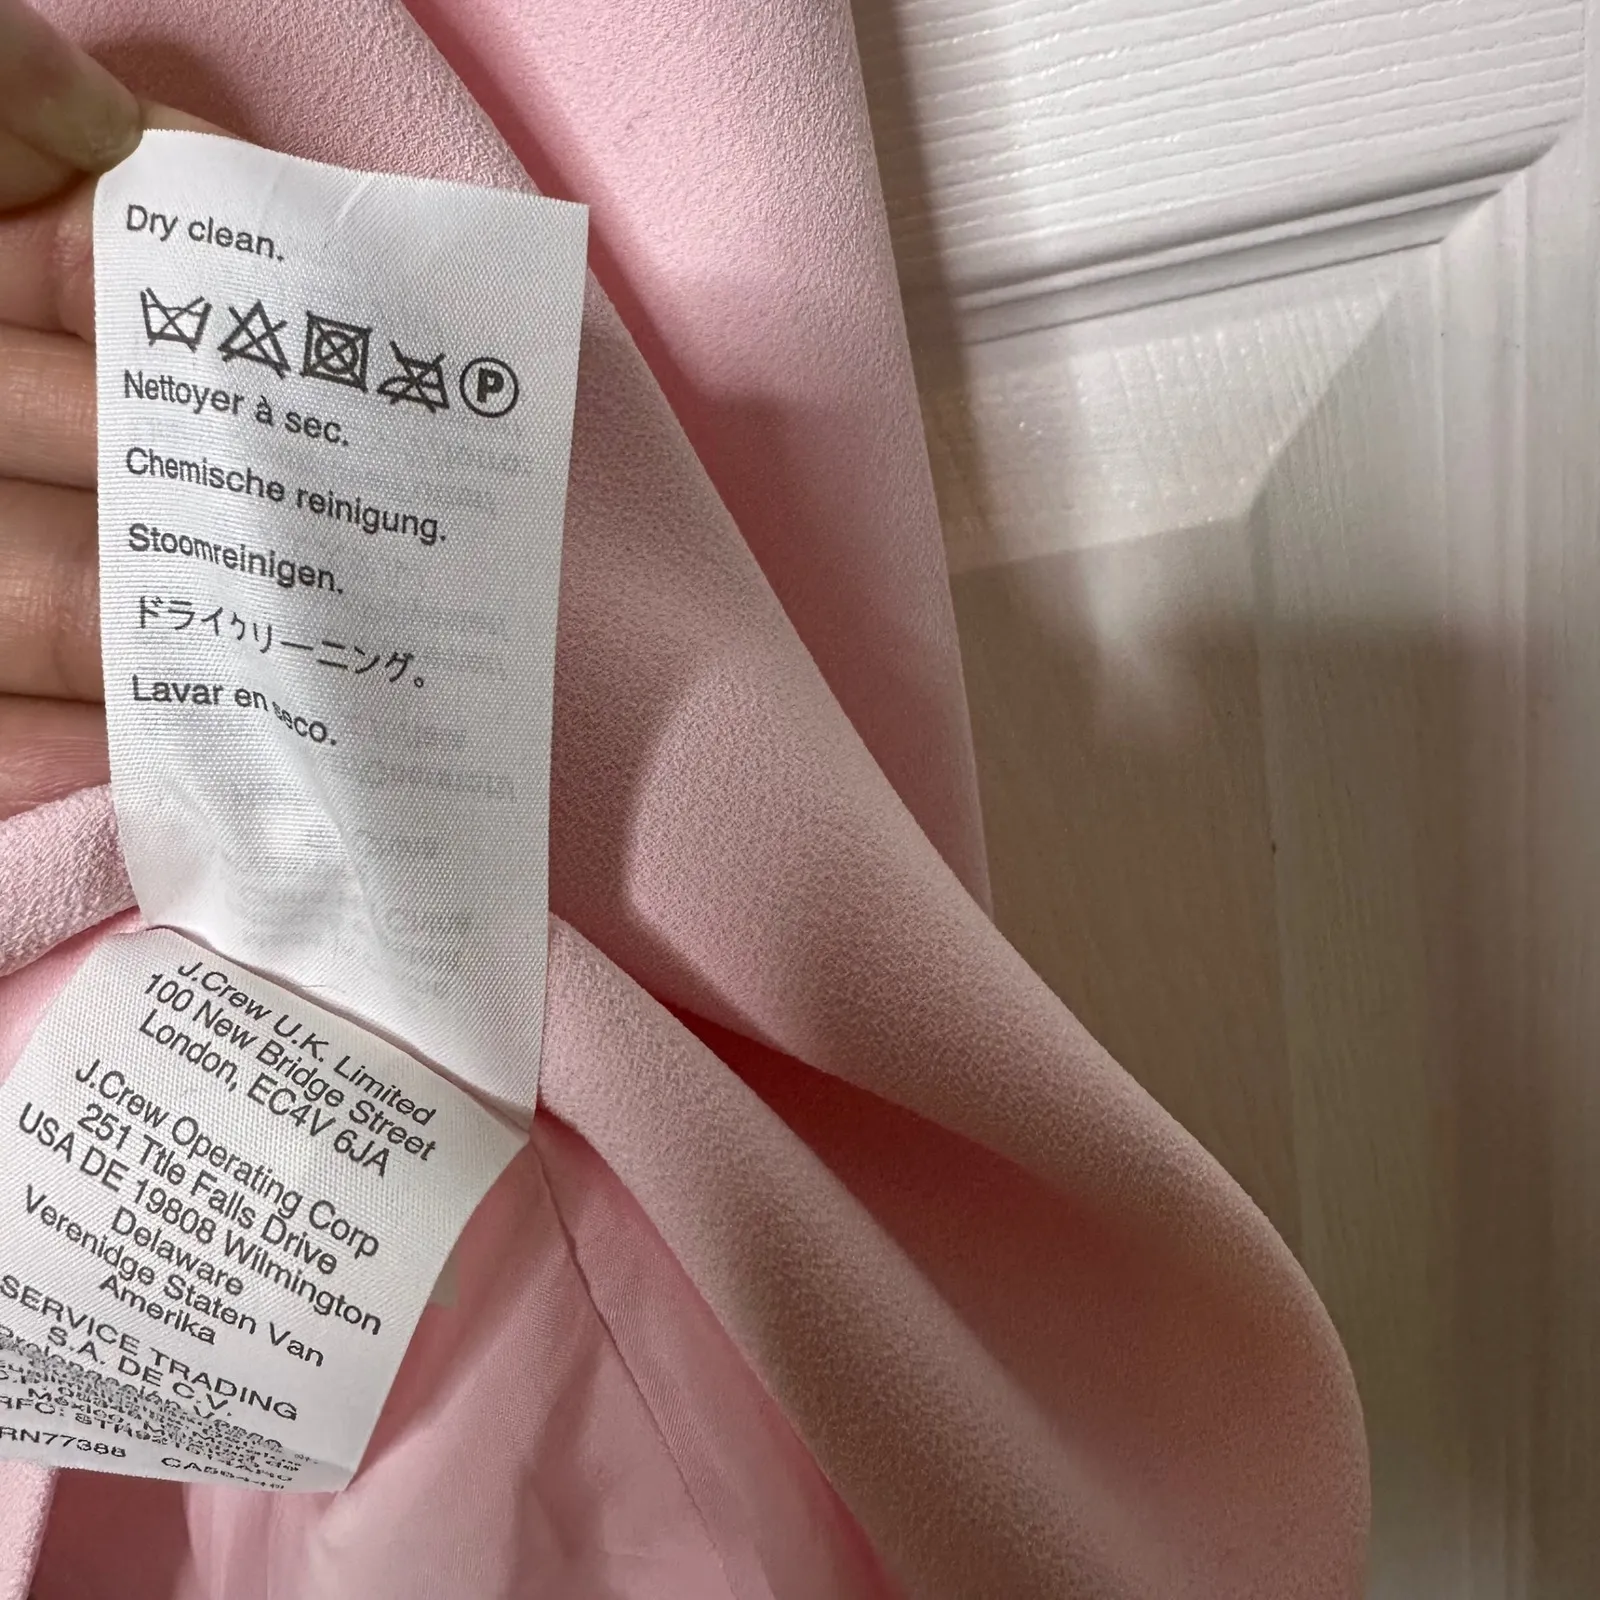 Dry clean.
P
Nettoyer à sec.
Chemische reinigung.
Stoomreinigen.
ドライクリーニング。
Lavar en seco.
J.Crew U.K. Limited
100 New Bridge Street
London, EC4V 6JA
J.Crew Operating Corp
251 Ttle Falls Drive
USA DE 19808 Wilmington
Delaware
Verenidge Staten Van
Amerika
SERVICE TRADING
S.A. DE C.V.
RN77388